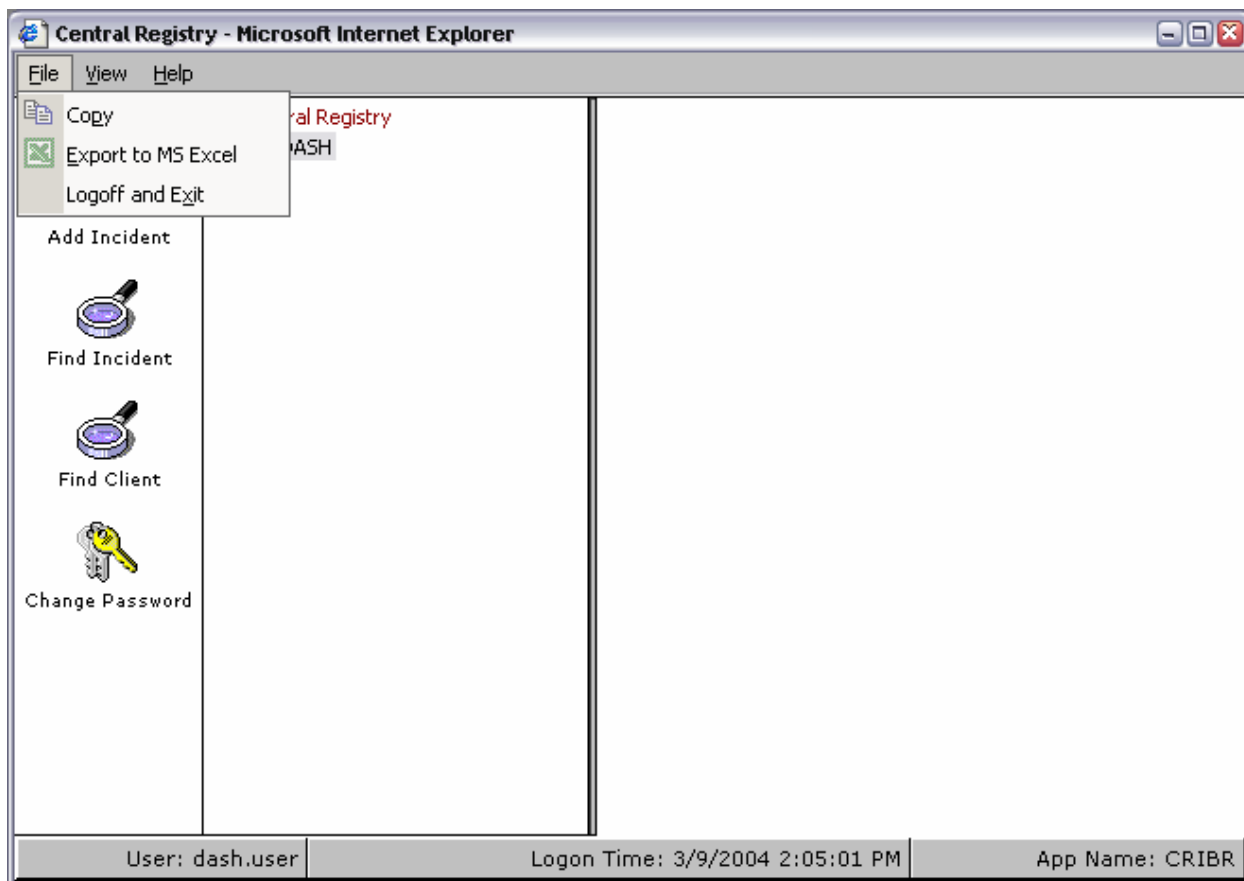 Central Registry - Microsoft Internet Explorer
File View Help
Copy
Export to MS Excel
Logoff and Exit
ral Registry
DASH
Add Incident
Find Incident
Find Client
Change Password
User: dash.user
Logon Time: 3/9/2004 2:05:01 PM
App Name: CRIBR